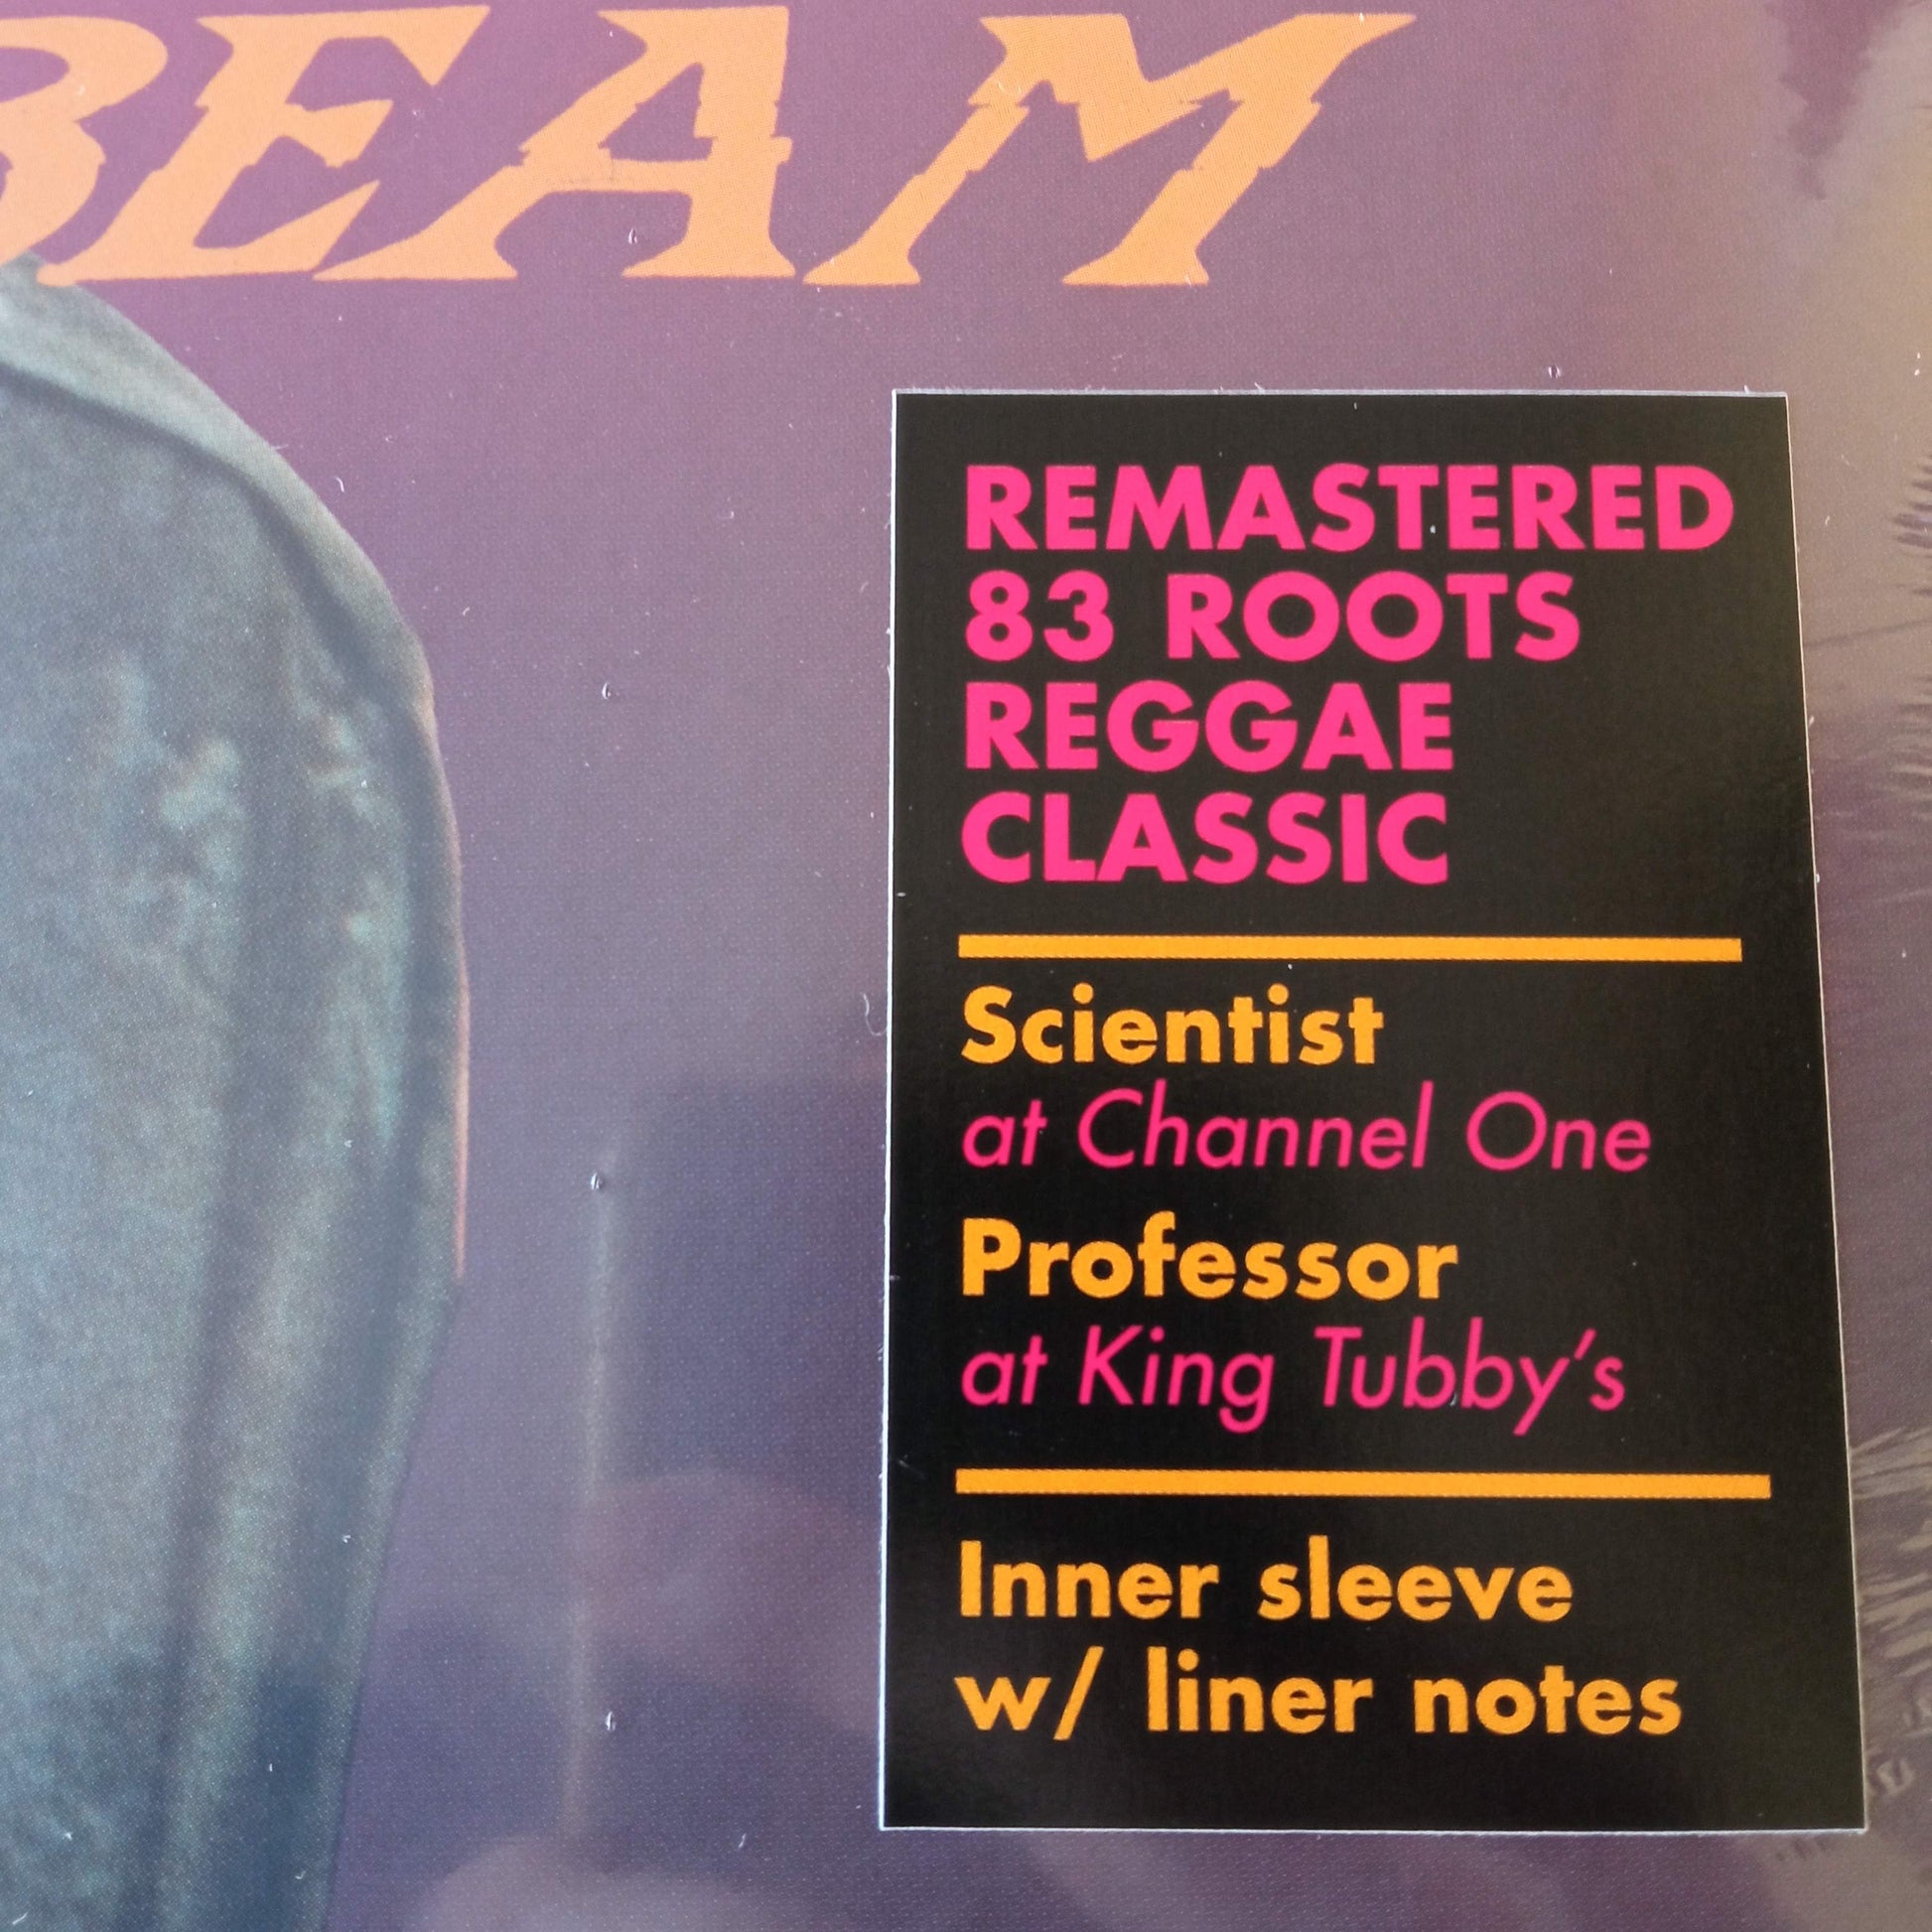 BEAM
REMASTERED
83 ROOTS
REGGAE
CLASSIC
Scientist
at Channel One
Professor
at King Tubby's
Inner sleeve
w/ liner notes